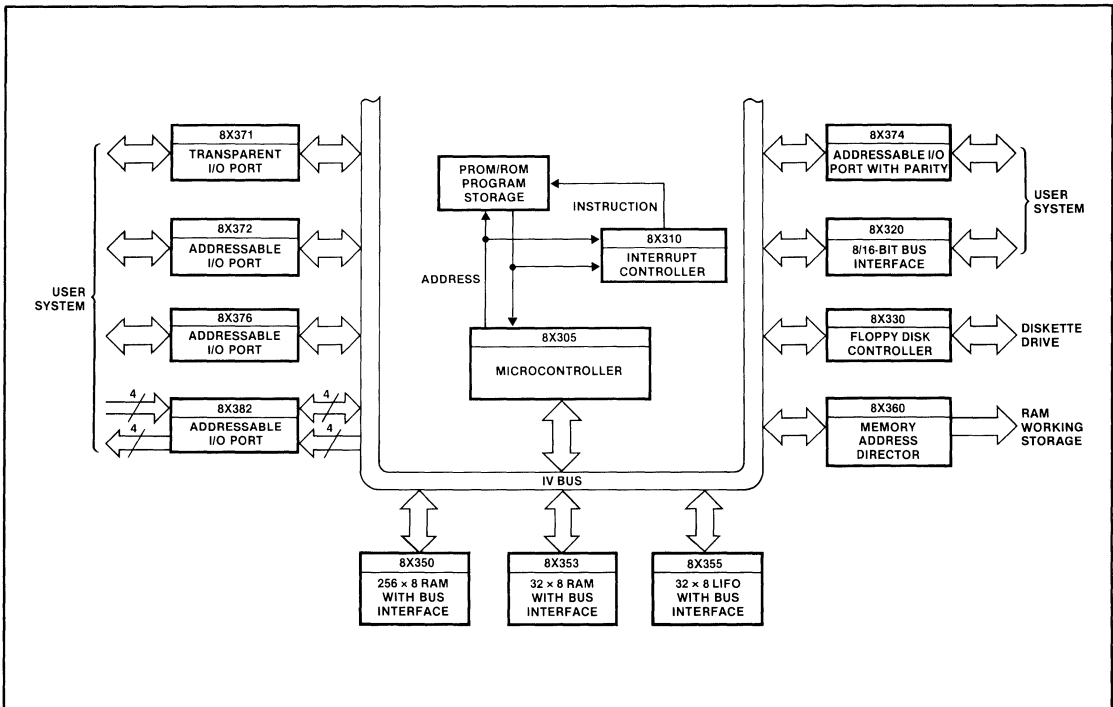 8X371
TRANSPARENT
I/O PORT
8X372
ADDRESSABLE
I/O PORT
USER
SYSTEM
8X376
ADDRESSABLE
I/O PORT
4
4
8X382
ADDRESSABLE
I/O PORT
4
4
PROM/ROM
PROGRAM
STORAGE
INSTRUCTION
8X310
INTERRUPT
CONTROLLER
ADDRESS
8X305
MICROCONTROLLER
IV BUS
8X374
ADDRESSABLE I/O
PORT WITH PARITY
USER
SYSTEM
8X320
8/16-BIT BUS
INTERFACE
8X330
FLOPPY DISK
CONTROLLER
DISKETTE
DRIVE
8X360
MEMORY
ADDRESS
DIRECTOR
RAM
WORKING
STORAGE
8X350
256 × 8 RAM
WITH BUS
INTERFACE
8X353
32 × 8 RAM
WITH BUS
INTERFACE
8X355
32 × 8 LIFO
WITH BUS
INTERFACE